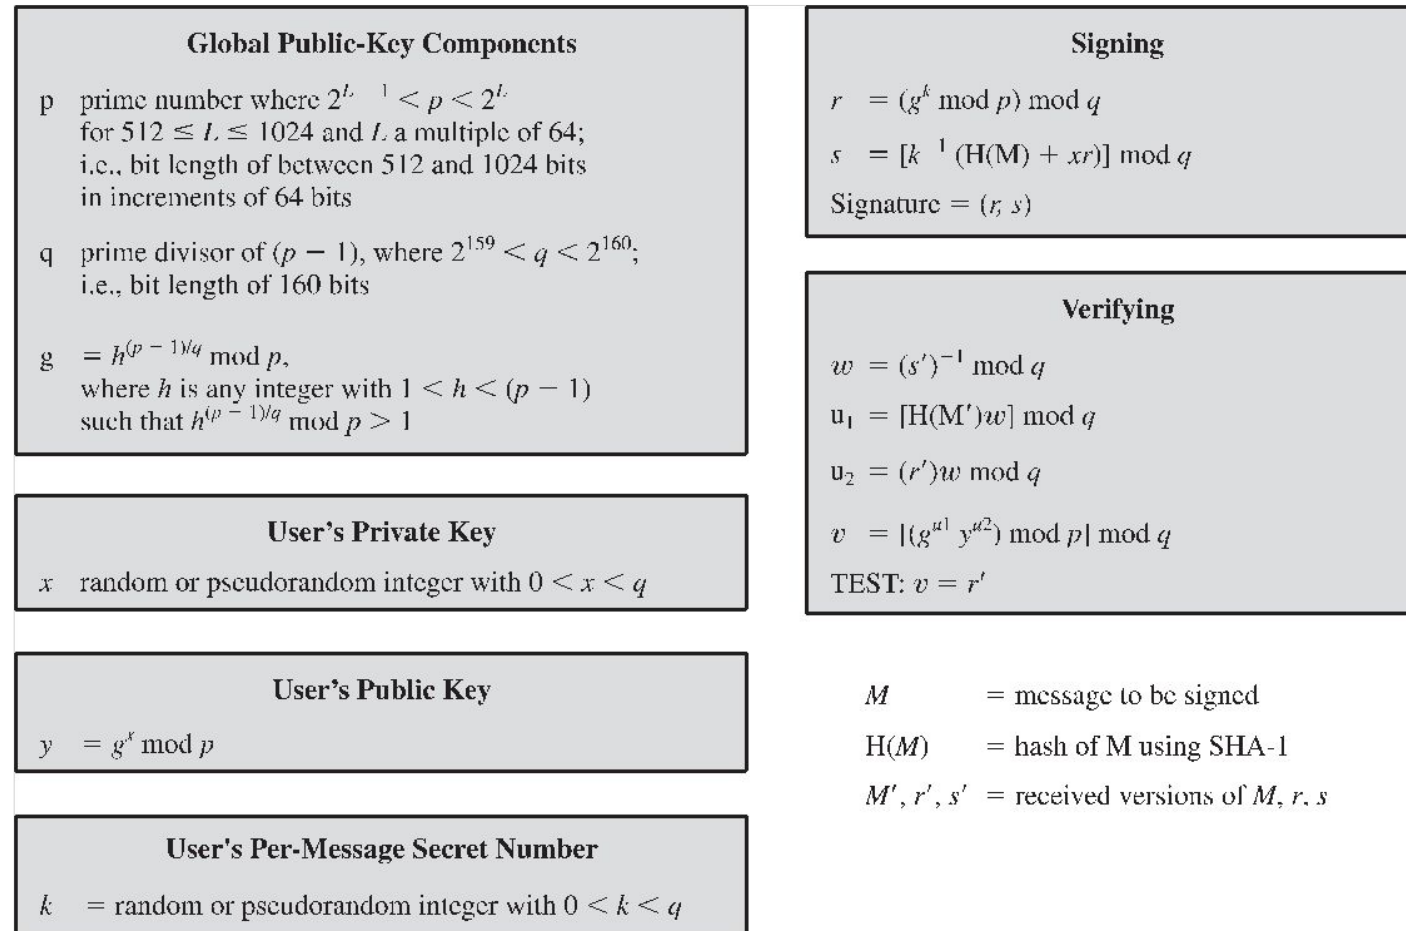 Global Public-Key Components
p prime number where 2^{L-1} < p < 2^L
for 512 ≤ L ≤ 1024 and L a multiple of 64;
i.e., bit length of between 512 and 1024 bits
in increments of 64 bits
q prime divisor of (p − 1), where 2^{159} < q < 2^{160};
i.e., bit length of 160 bits
g = h^{(p − 1)/q} mod p,
where h is any integer with 1 < h < (p − 1)
such that h^{(p − 1)/q} mod p > 1
User's Private Key
x random or pseudorandom integer with 0 < x < q
User's Public Key
y = g^x mod p
User's Per-Message Secret Number
k = random or pseudorandom integer with 0 < k < q
Signing
r = (g^k mod p) mod q
s = [k^{-1} (H(M) + xr)] mod q
Signature = (r, s)
Verifying
w = (s′)^{−1} mod q
u_1 = [H(M′)w] mod q
u_2 = (r′)w mod q
v = [(g^{u1} y^{u2}) mod p] mod q
TEST: v = r′
M = message to be signed
H(M) = hash of M using SHA-1
M′, r′, s′ = received versions of M, r, s